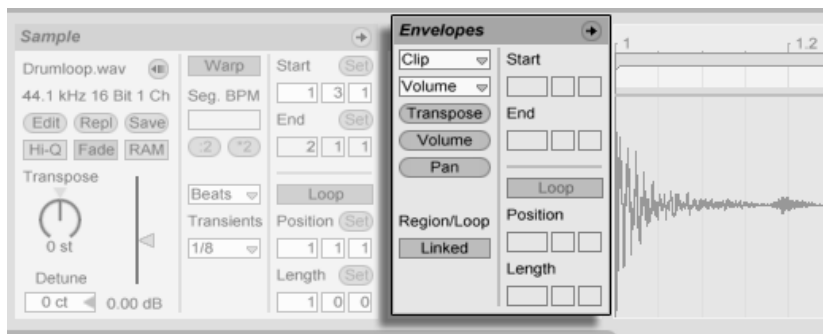 Sample
Drumloop.wav
44.1 kHz 16 Bit 1 Ch
Edit Repl Save
Hi-Q Fade RAM
Transpose
0 st
Detune
0 ct 0.00 dB
Warp
Seg. BPM
:2 *2
Beats
Transients
1/8
Start Set
1 3 1
End Set
2 1 1
Loop
Position Set
1 1 1
Length Set
1 0 0
Envelopes
Clip
Volume
Transpose
Volume
Pan
Region/Loop
Linked
Start
End
Loop
Position
Length
1 1.2